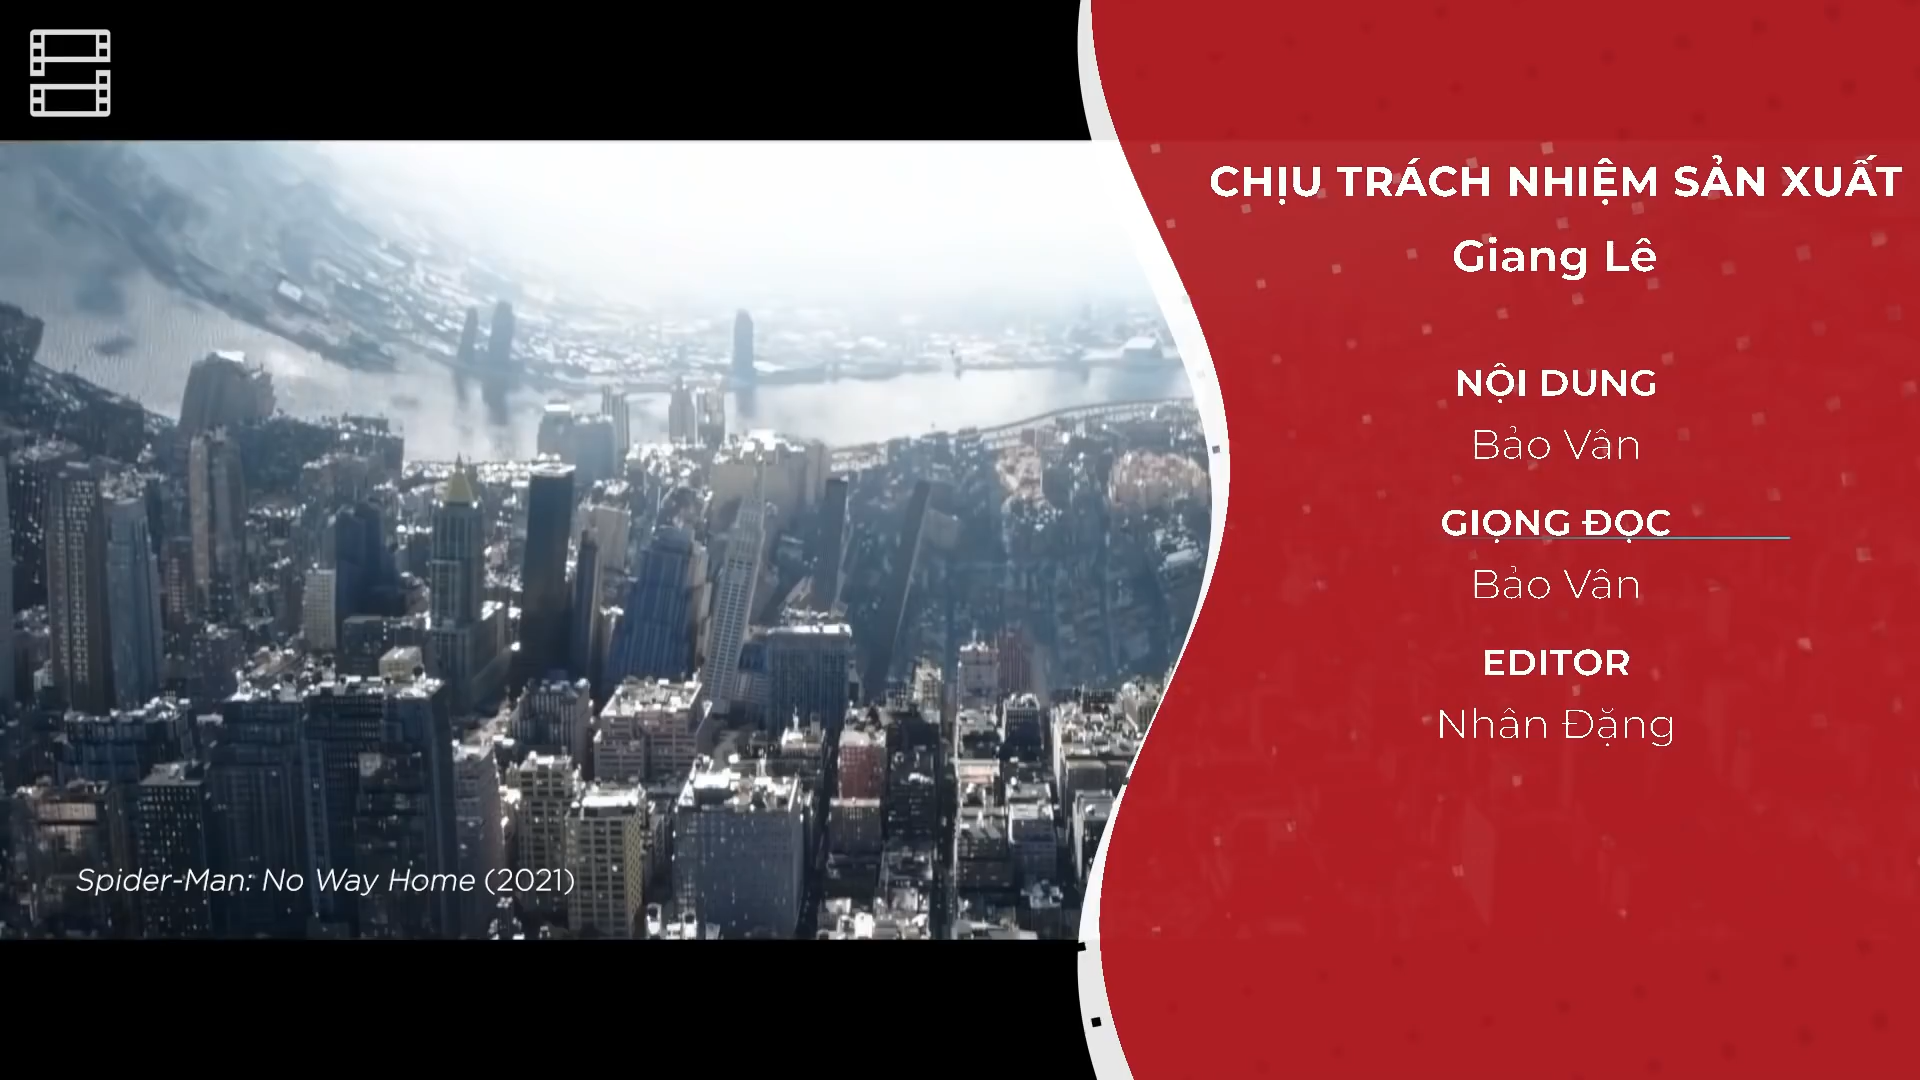 CHỊU TRÁCH NHIỆM SẢN XUẤT
Giang Lê
NỘI DUNG
Bảo Vân
GIỌNG ĐỌC
Bảo Vân
EDITOR
Nhân Đặng
Spider-Man: No Way Home (2021)